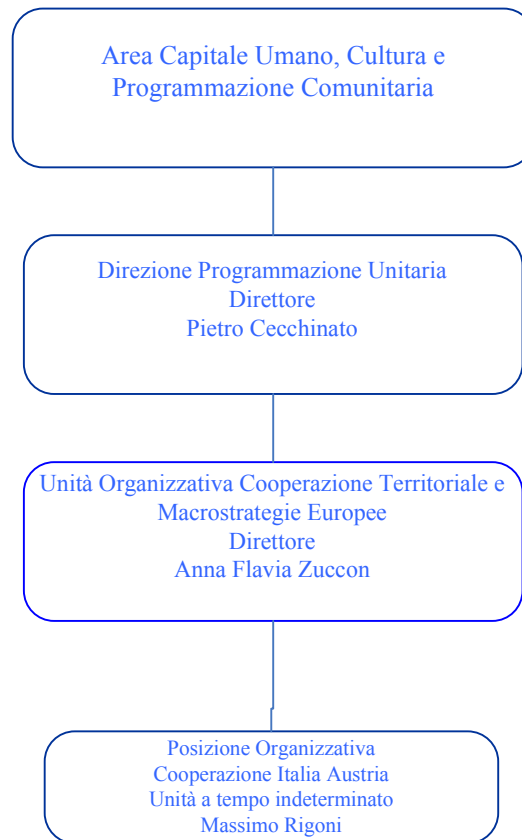 Area Capitale Umano, Cultura e
Programmazione Comunitaria
Direzione Programmazione Unitaria
Direttore
Pietro Cecchinato
Unità Organizzativa Cooperazione Territoriale e
Macrostrategie Europee
Direttore
Anna Flavia Zuccon
Posizione Organizzativa
Cooperazione Italia Austria
Unità a tempo indeterminato
Massimo Rigoni